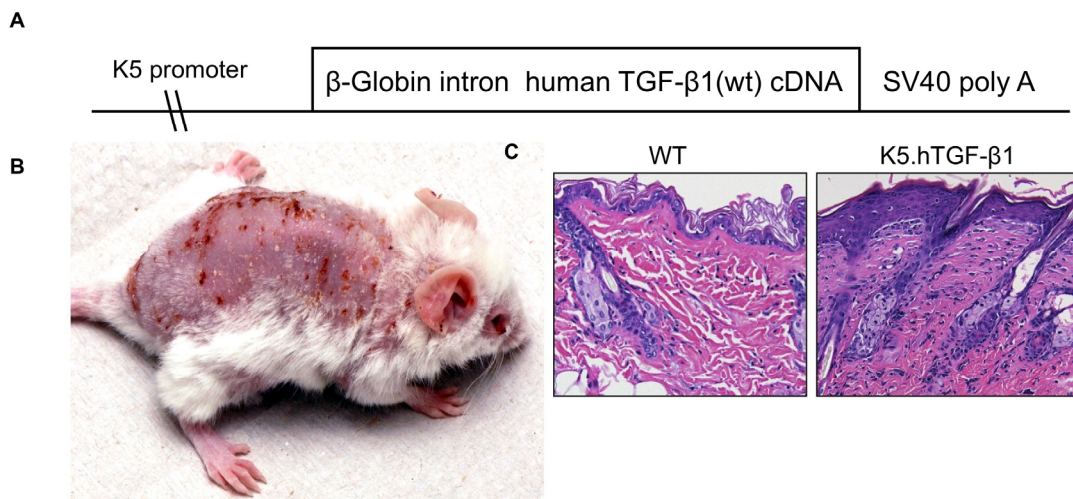 A
K5 promoter
β-Globin intron human TGF-β1(wt) cDNA
SV40 poly A
B
C
WT
K5.hTGF-β1